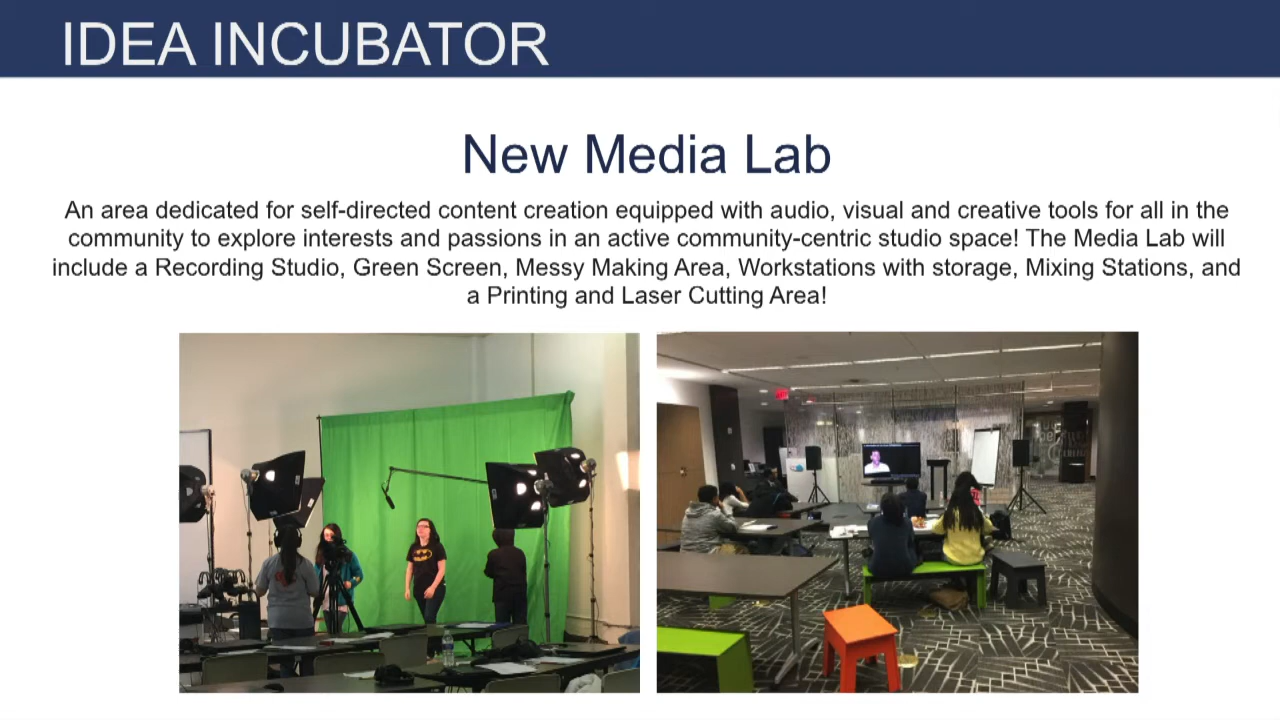 IDEA INCUBATOR
New Media Lab
An area dedicated for self-directed content creation equipped with audio, visual and creative tools for all in the
community to explore interests and passions in an active community-centric studio space! The Media Lab will
include a Recording Studio, Green Screen, Messy Making Area, Workstations with storage, Mixing Stations, and
a Printing and Laser Cutting Area!